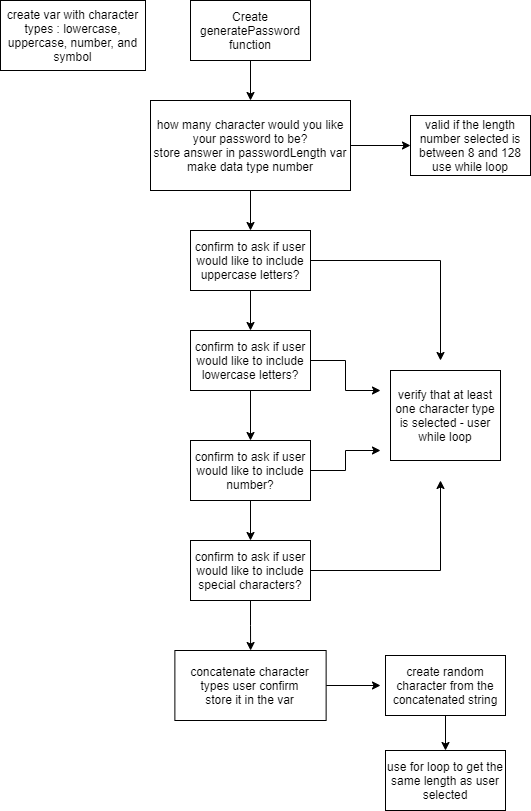 create var with character
types : lowercase,
uppercase, number, and
symbol
Create
generatePassword
function
how many character would you like
your password to be?
store answer in passwordLength var
make data type number
valid if the length
number selected is
between 8 and 128
use while loop
confirm to ask if user
would like to include
uppercase letters?
confirm to ask if user
would like to include
lowercase letters?
verify that at least
one character type
is selected - user
while loop
confirm to ask if user
would like to include
number?
confirm to ask if user
would like to include
special characters?
concatenate character
types user confirm
store it in the var
create random
character from the
concatenated string
use for loop to get the
same length as user
selected